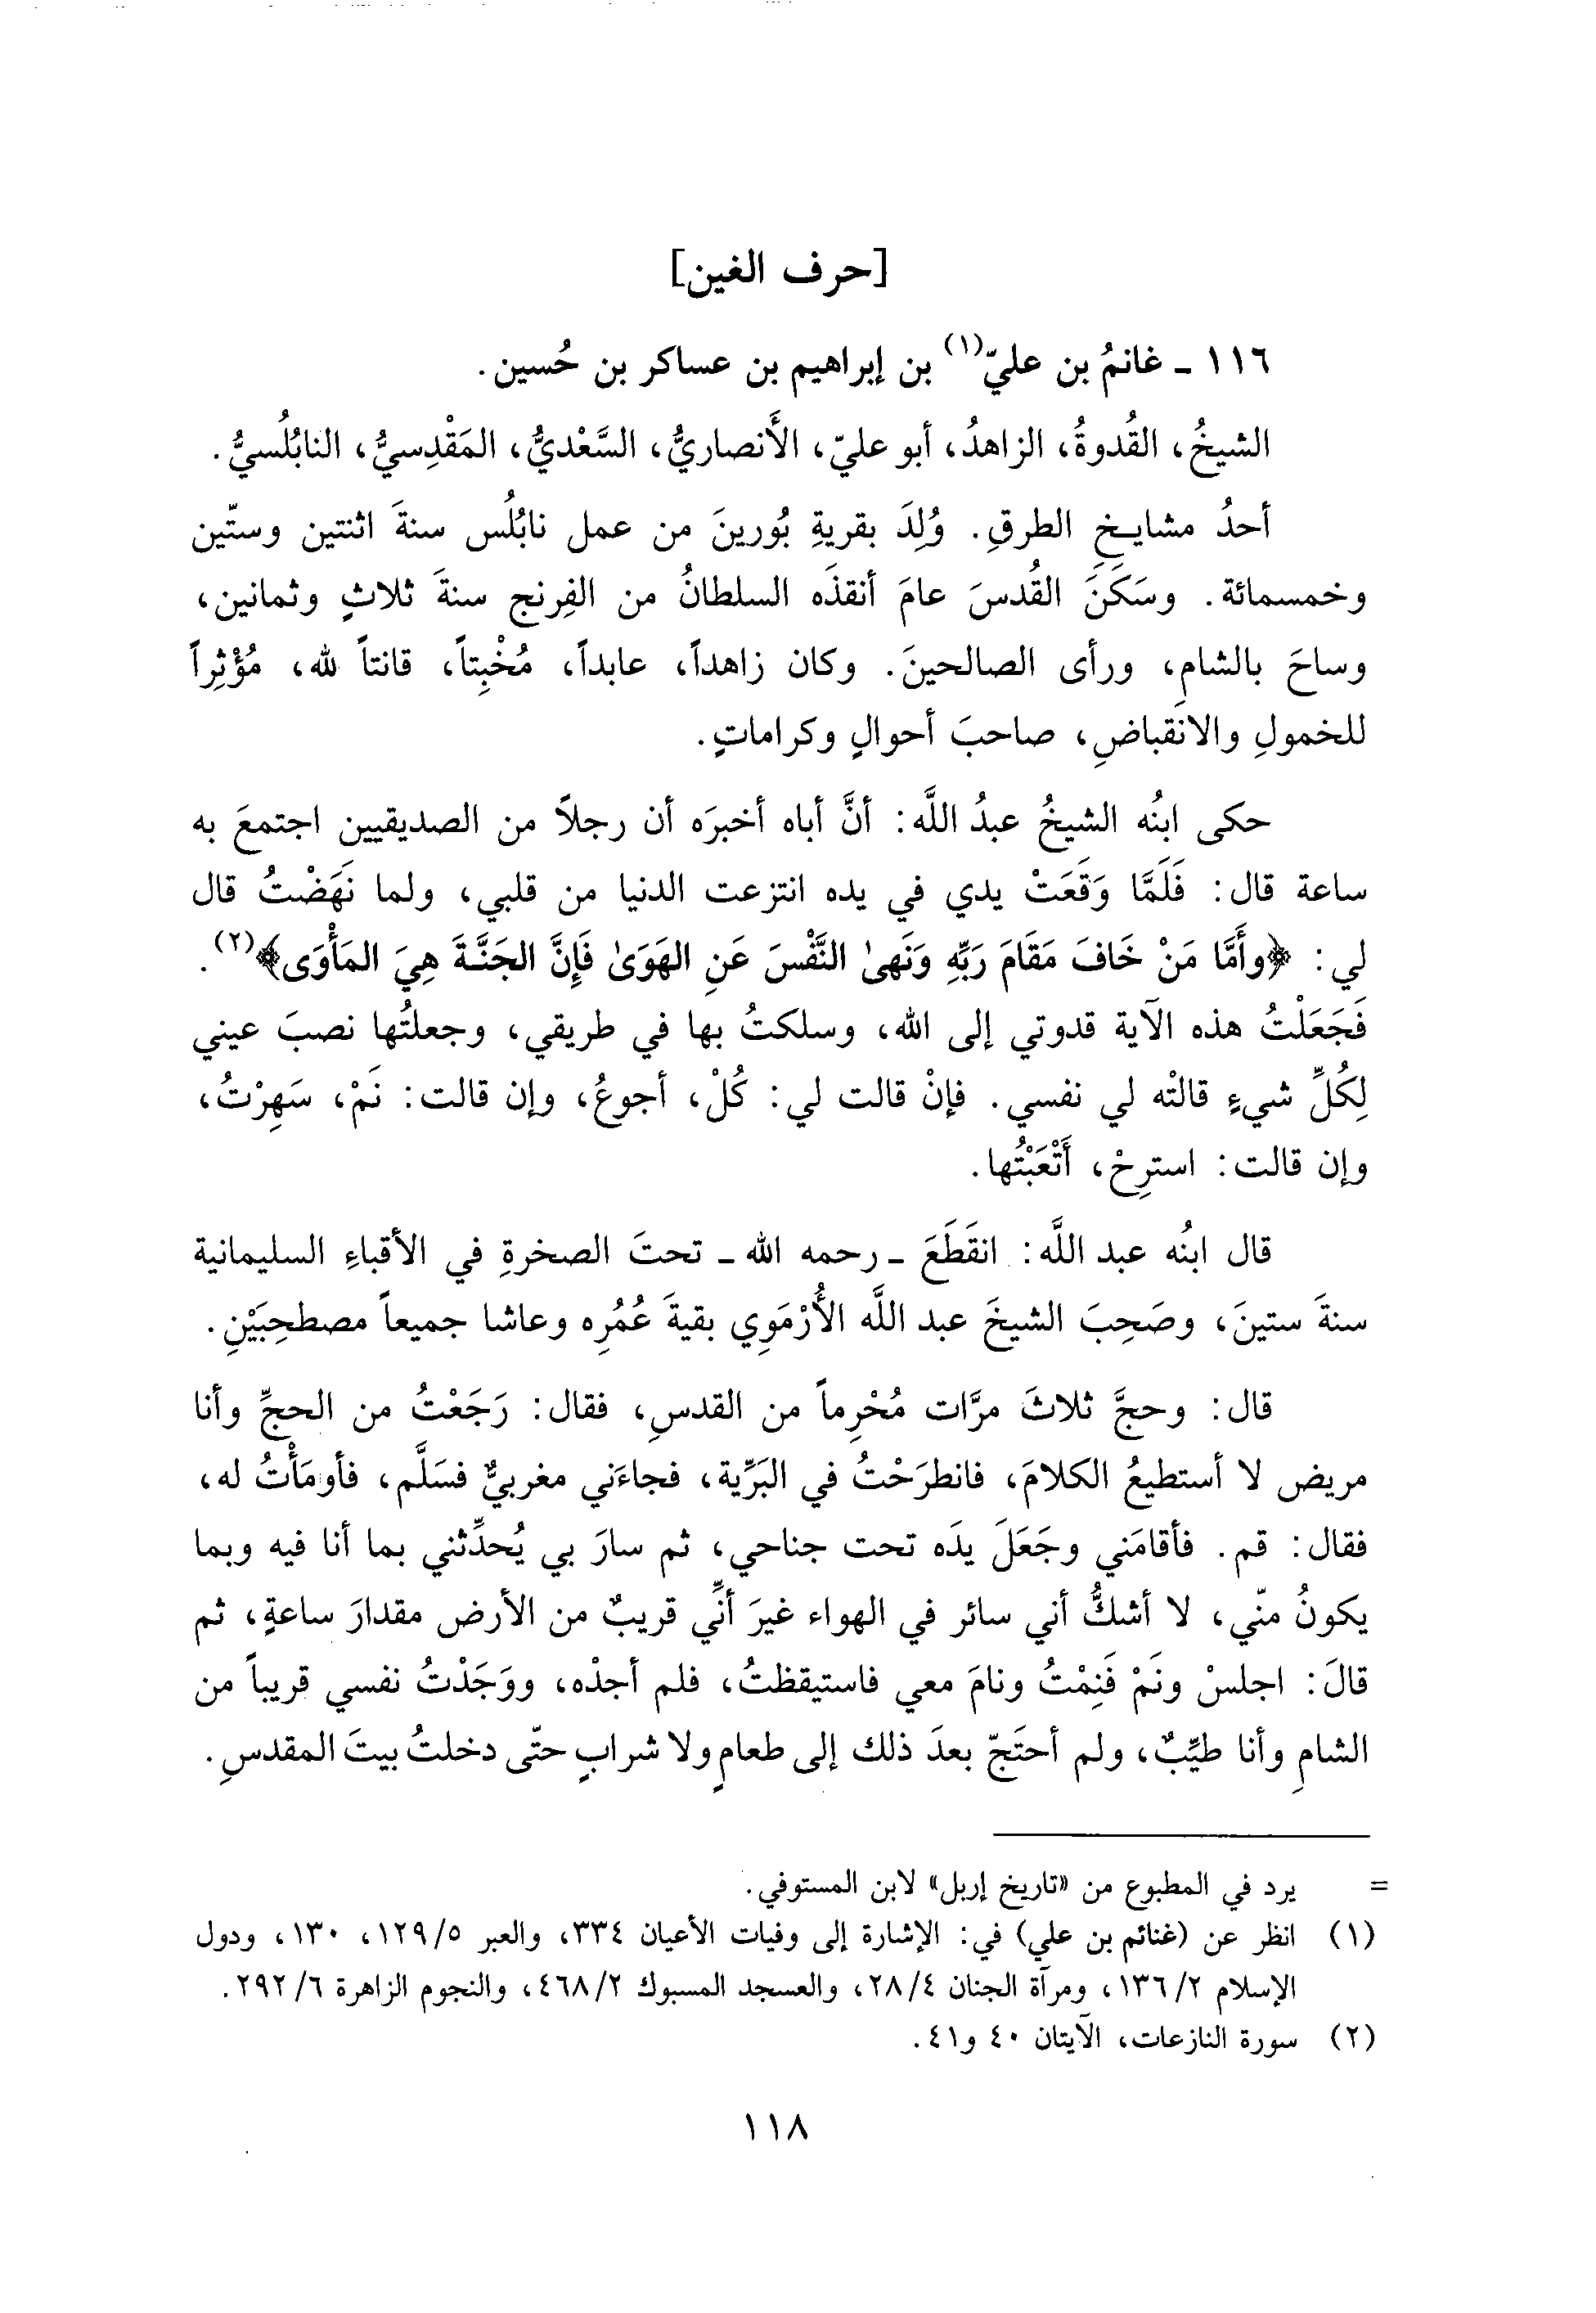 [حرف الغين]
١١٦ ـ غانمُ بن عليّ(١) بن إبراهيم بن عساكر بن حُسين.
الشيخُ، القُدوةُ، الزاهدُ، أبو عليّ، الأَنصاريُّ، السَّعْديُّ، المَقْدِسيُّ، النابُلُسيُّ.
أحدُ مشايخِ الطرقِ. وُلِدَ بقريةِ بُورينَ من عمل نابُلُس سنةَ اثنتين وستّين
وخمسمائة. وسَكَنَ القُدسَ عامَ أنقذَه السلطانُ من الفِرنج سنةَ ثلاثٍ وثمانين،
وساحَ بالشامِ، ورأى الصالحينَ. وكان زاهداً، عابداً، مُخْبِتاً، قانتاً لله، مُؤْثِراً
للخمولِ والانقباضِ، صاحبَ أحوالٍ وكراماتٍ.
حكى ابنُه الشيخُ عبدُ اللَّه: أنَّ أباه أخبرَه أن رجلاً من الصديقيين اجتمعَ به
ساعة قال: فَلَمَّا وَقَعَتْ يدي في يده انتزعت الدنيا من قلبي، ولما نَهَضْتُ قال
لي: ﴿وأَمَّا مَنْ خَافَ مَقَامَ رَبِّهِ وَنَهىٰ النَّفْسَ عَنِ الهَوَىٰ فَإِنَّ الجَنَّةَ هِيَ المَأْوَى﴾(٢).
فَجَعَلْتُ هذه الآية قدوتي إلى الله، وسلكتُ بها في طريقي، وجعلتُها نصبَ عيني
لِكُلِّ شيءٍ قالتْه لي نفسي. فإنْ قالت لي: كُلْ، أجوعُ، وإن قالت: نَمْ، سَهِرْتُ،
وإن قالت: استرِحْ، أَتْعَبْتُها.
قال ابنُه عبد اللَّه: انقَطَعَ ـ رحمه الله ـ تحتَ الصخرةِ في الأقباءِ السليمانية
سنةَ ستينَ، وصَحِبَ الشيخَ عبد اللَّه الأُرْمَوِي بقيةَ عُمُرِه وعاشا جميعاً مصطحِبَيْنِ.
قال: وحجَّ ثلاثَ مرَّات مُحْرِماً من القدسِ، فقال: رَجَعْتُ من الحجِّ وأنا
مريض لا أستطيعُ الكلامَ، فانطرَحْتُ في البَرِّية، فجاءَني مغربيٌّ فسَلَّم، فأومَأْتُ له،
فقال: قم. فأقامَني وجَعَلَ يدَه تحت جناحي، ثم سارَ بي يُحدِّثني بما أنا فيه وبما
يكونُ منّي، لا أشكُّ أني سائر في الهواء غيرَ أنِّي قريبٌ من الأرض مقدارَ ساعةٍ، ثم
قالَ: اجلسْ ونَمْ فَنِمْتُ ونامَ معي فاستيقظتُ، فلم أجدْه، ووَجَدْتُ نفسي قريباً من
الشامِ وأنا طيِّبٌ، ولم أحتَجّ بعدَ ذلك إلى طعامٍ ولا شرابٍ حتّى دخلتُ بيتَ المقدسِ.
= يرد في المطبوع من «تاريخ إربل» لابن المستوفي.
(١) انظر عن (غنائم بن علي) في: الإشارة إلى وفيات الأعيان ٣٣٤، والعبر ١٢٩/٥، ١٣٠، ودول
الإسلام ١٣٦/٢، ومرآة الجنان ٢٨/٤، والعسجد المسبوك ٤٦٨/٢، والنجوم الزاهرة ٢٩٢/٦.
(٢) سورة النازعات، الآيتان ٤٠ و٤١.
١١٨